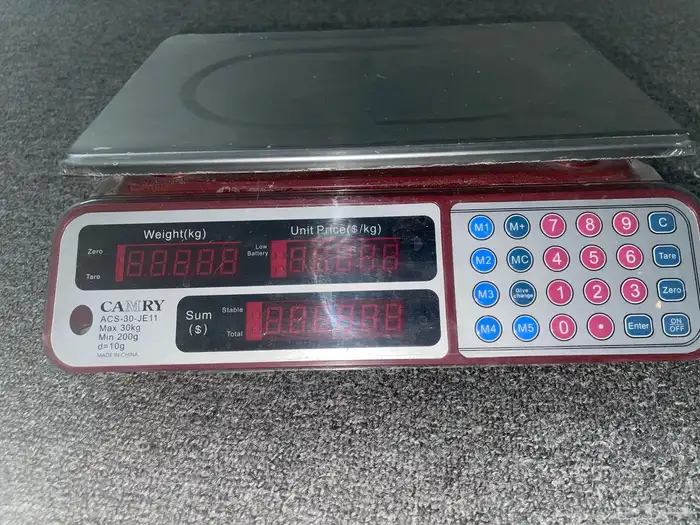 Weight(kg)
Unit Price($/kg)
Zero
Tare
Low
Battery
CAMRY
ACS-30-JE11
Max 30kg
Min 200g
d=10g
MADE IN CHINA
Sum
($)
Stable
Total
M1 M+ 7 8 9 C
M2 MC 4 5 6 Tare
M3 Give change 1 2 3 Zero
M4 M5 0 • Enter ON OFF